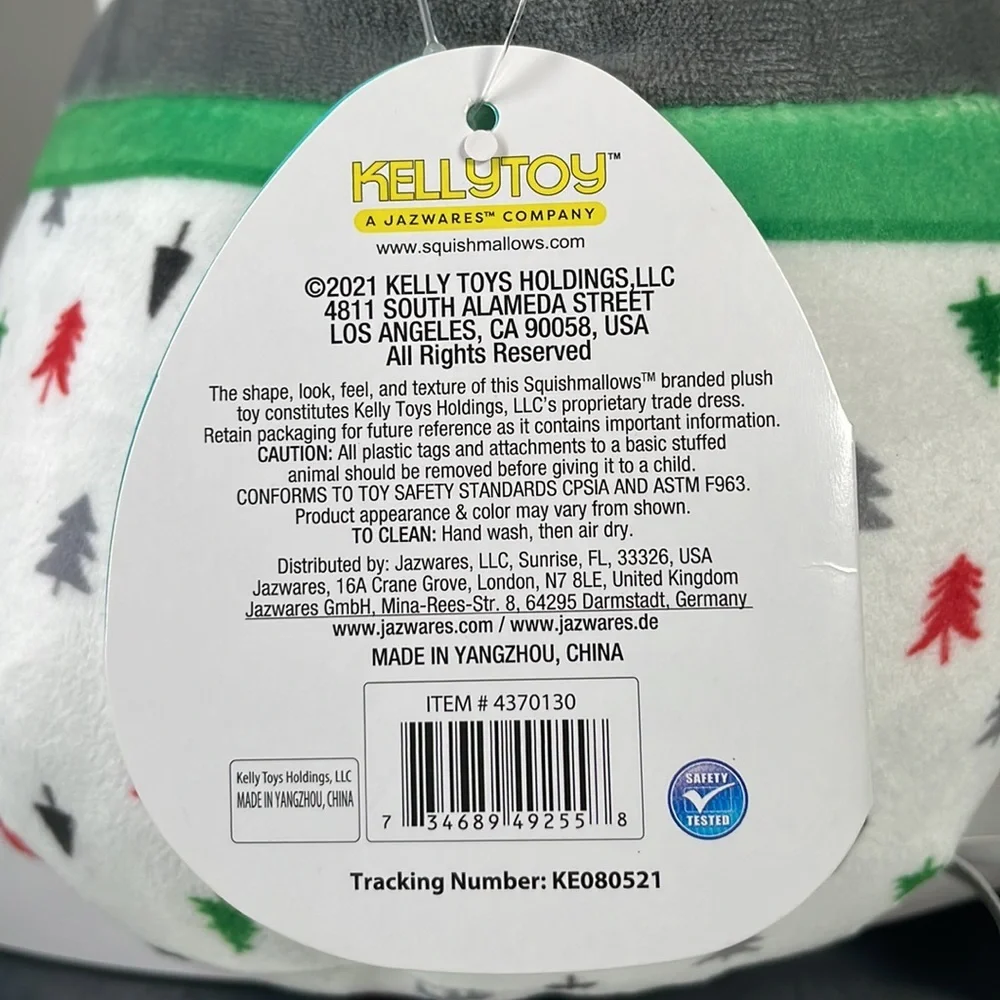 KELLYTOY™
A JAZWARES™ COMPANY
www.squishmallows.com
©2021 KELLY TOYS HOLDINGS,LLC
4811 SOUTH ALAMEDA STREET
LOS ANGELES, CA 90058, USA
All Rights Reserved
The shape, look, feel, and texture of this Squishmallows™ branded plush
toy constitutes Kelly Toys Holdings, LLC's proprietary trade dress.
Retain packaging for future reference as it contains important information.
CAUTION: All plastic tags and attachments to a basic stuffed
animal should be removed before giving it to a child.
CONFORMS TO TOY SAFETY STANDARDS CPSIA AND ASTM F963.
Product appearance & color may vary from shown.
TO CLEAN: Hand wash, then air dry.
Distributed by: Jazwares, LLC, Sunrise, FL, 33326, USA
Jazwares, 16A Crane Grove, London, N7 8LE, United Kingdom
Jazwares GmbH, Mina-Rees-Str. 8, 64295 Darmstadt, Germany
www.jazwares.com / www.jazwares.de
MADE IN YANGZHOU, CHINA
ITEM # 4370130
7 34689 49255 8
Kelly Toys Holdings, LLC
MADE IN YANGZHOU, CHINA
SAFETY
TESTED
Tracking Number: KE080521